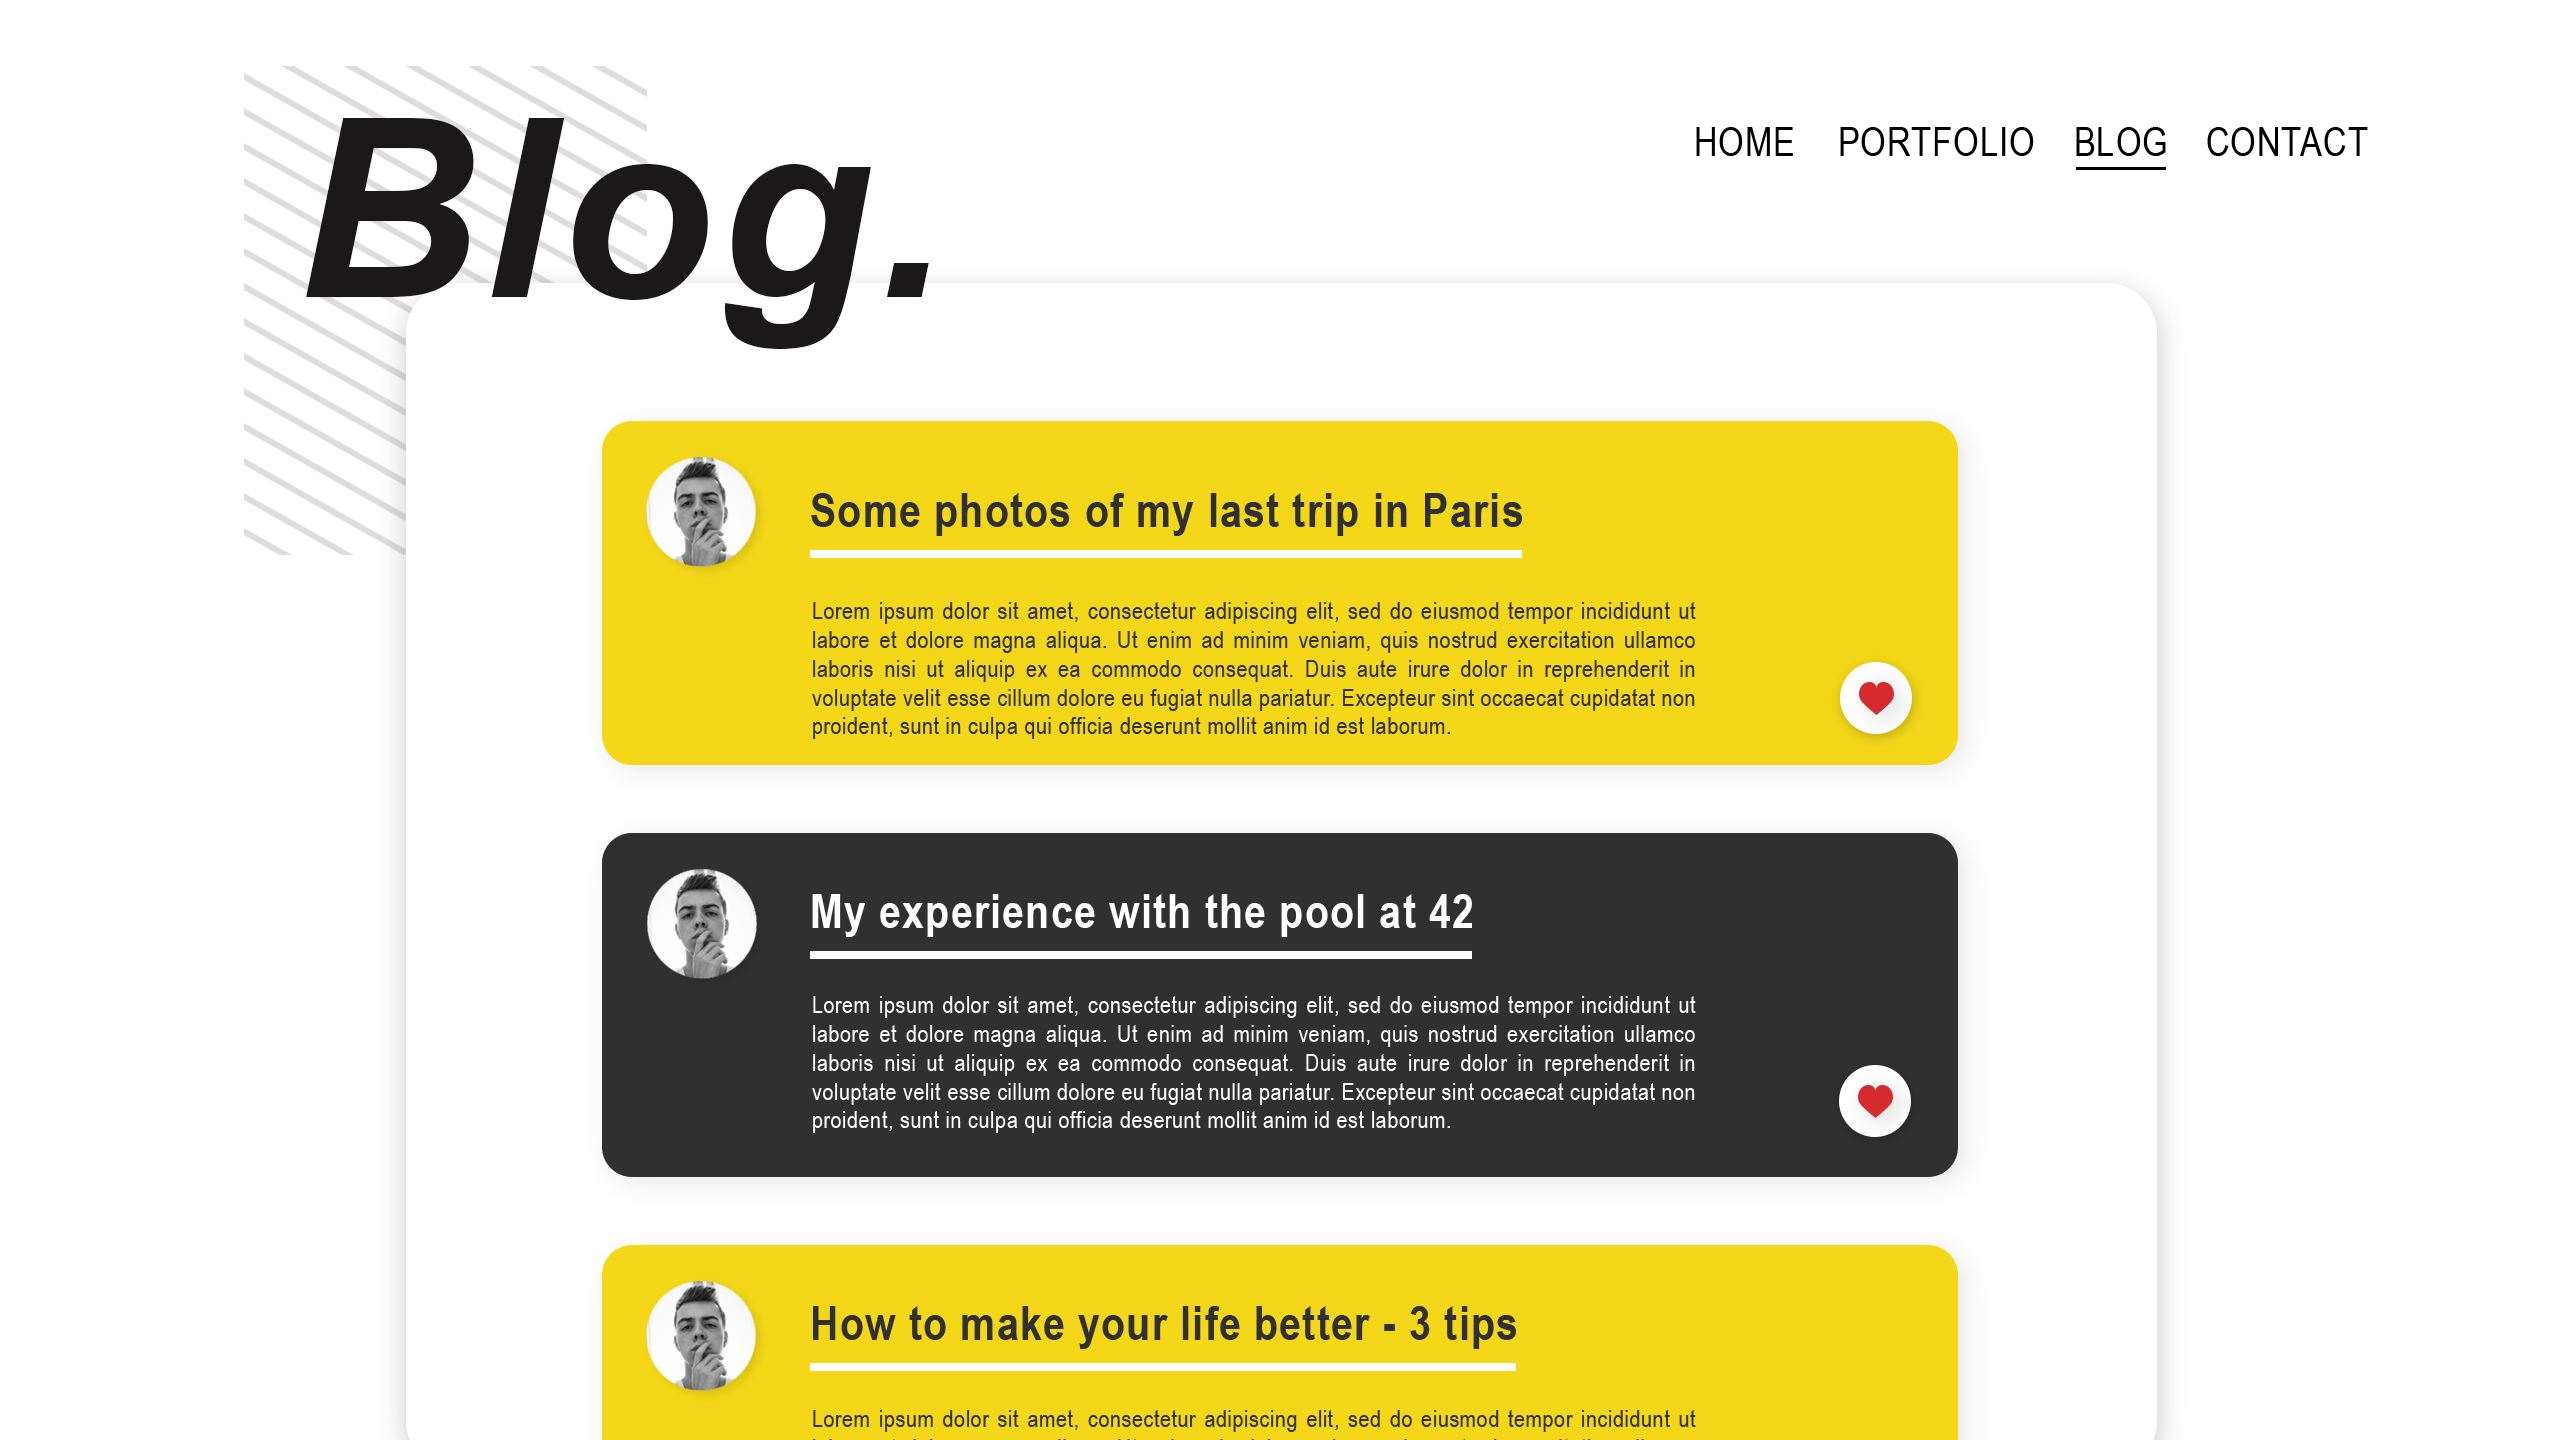 Blog.
HOME PORTFOLIO BLOG CONTACT
Some photos of my last trip in Paris
Lorem ipsum dolor sit amet, consectetur adipiscing elit, sed do eiusmod tempor incididunt ut
labore et dolore magna aliqua. Ut enim ad minim veniam, quis nostrud exercitation ullamco
laboris nisi ut aliquip ex ea commodo consequat. Duis aute irure dolor in reprehenderit in
voluptate velit esse cillum dolore eu fugiat nulla pariatur. Excepteur sint occaecat cupidatat non
proident, sunt in culpa qui officia deserunt mollit anim id est laborum.
My experience with the pool at 42
Lorem ipsum dolor sit amet, consectetur adipiscing elit, sed do eiusmod tempor incididunt ut
labore et dolore magna aliqua. Ut enim ad minim veniam, quis nostrud exercitation ullamco
laboris nisi ut aliquip ex ea commodo consequat. Duis aute irure dolor in reprehenderit in
voluptate velit esse cillum dolore eu fugiat nulla pariatur. Excepteur sint occaecat cupidatat non
proident, sunt in culpa qui officia deserunt mollit anim id est laborum.
How to make your life better - 3 tips
Lorem ipsum dolor sit amet, consectetur adipiscing elit, sed do eiusmod tempor incididunt ut